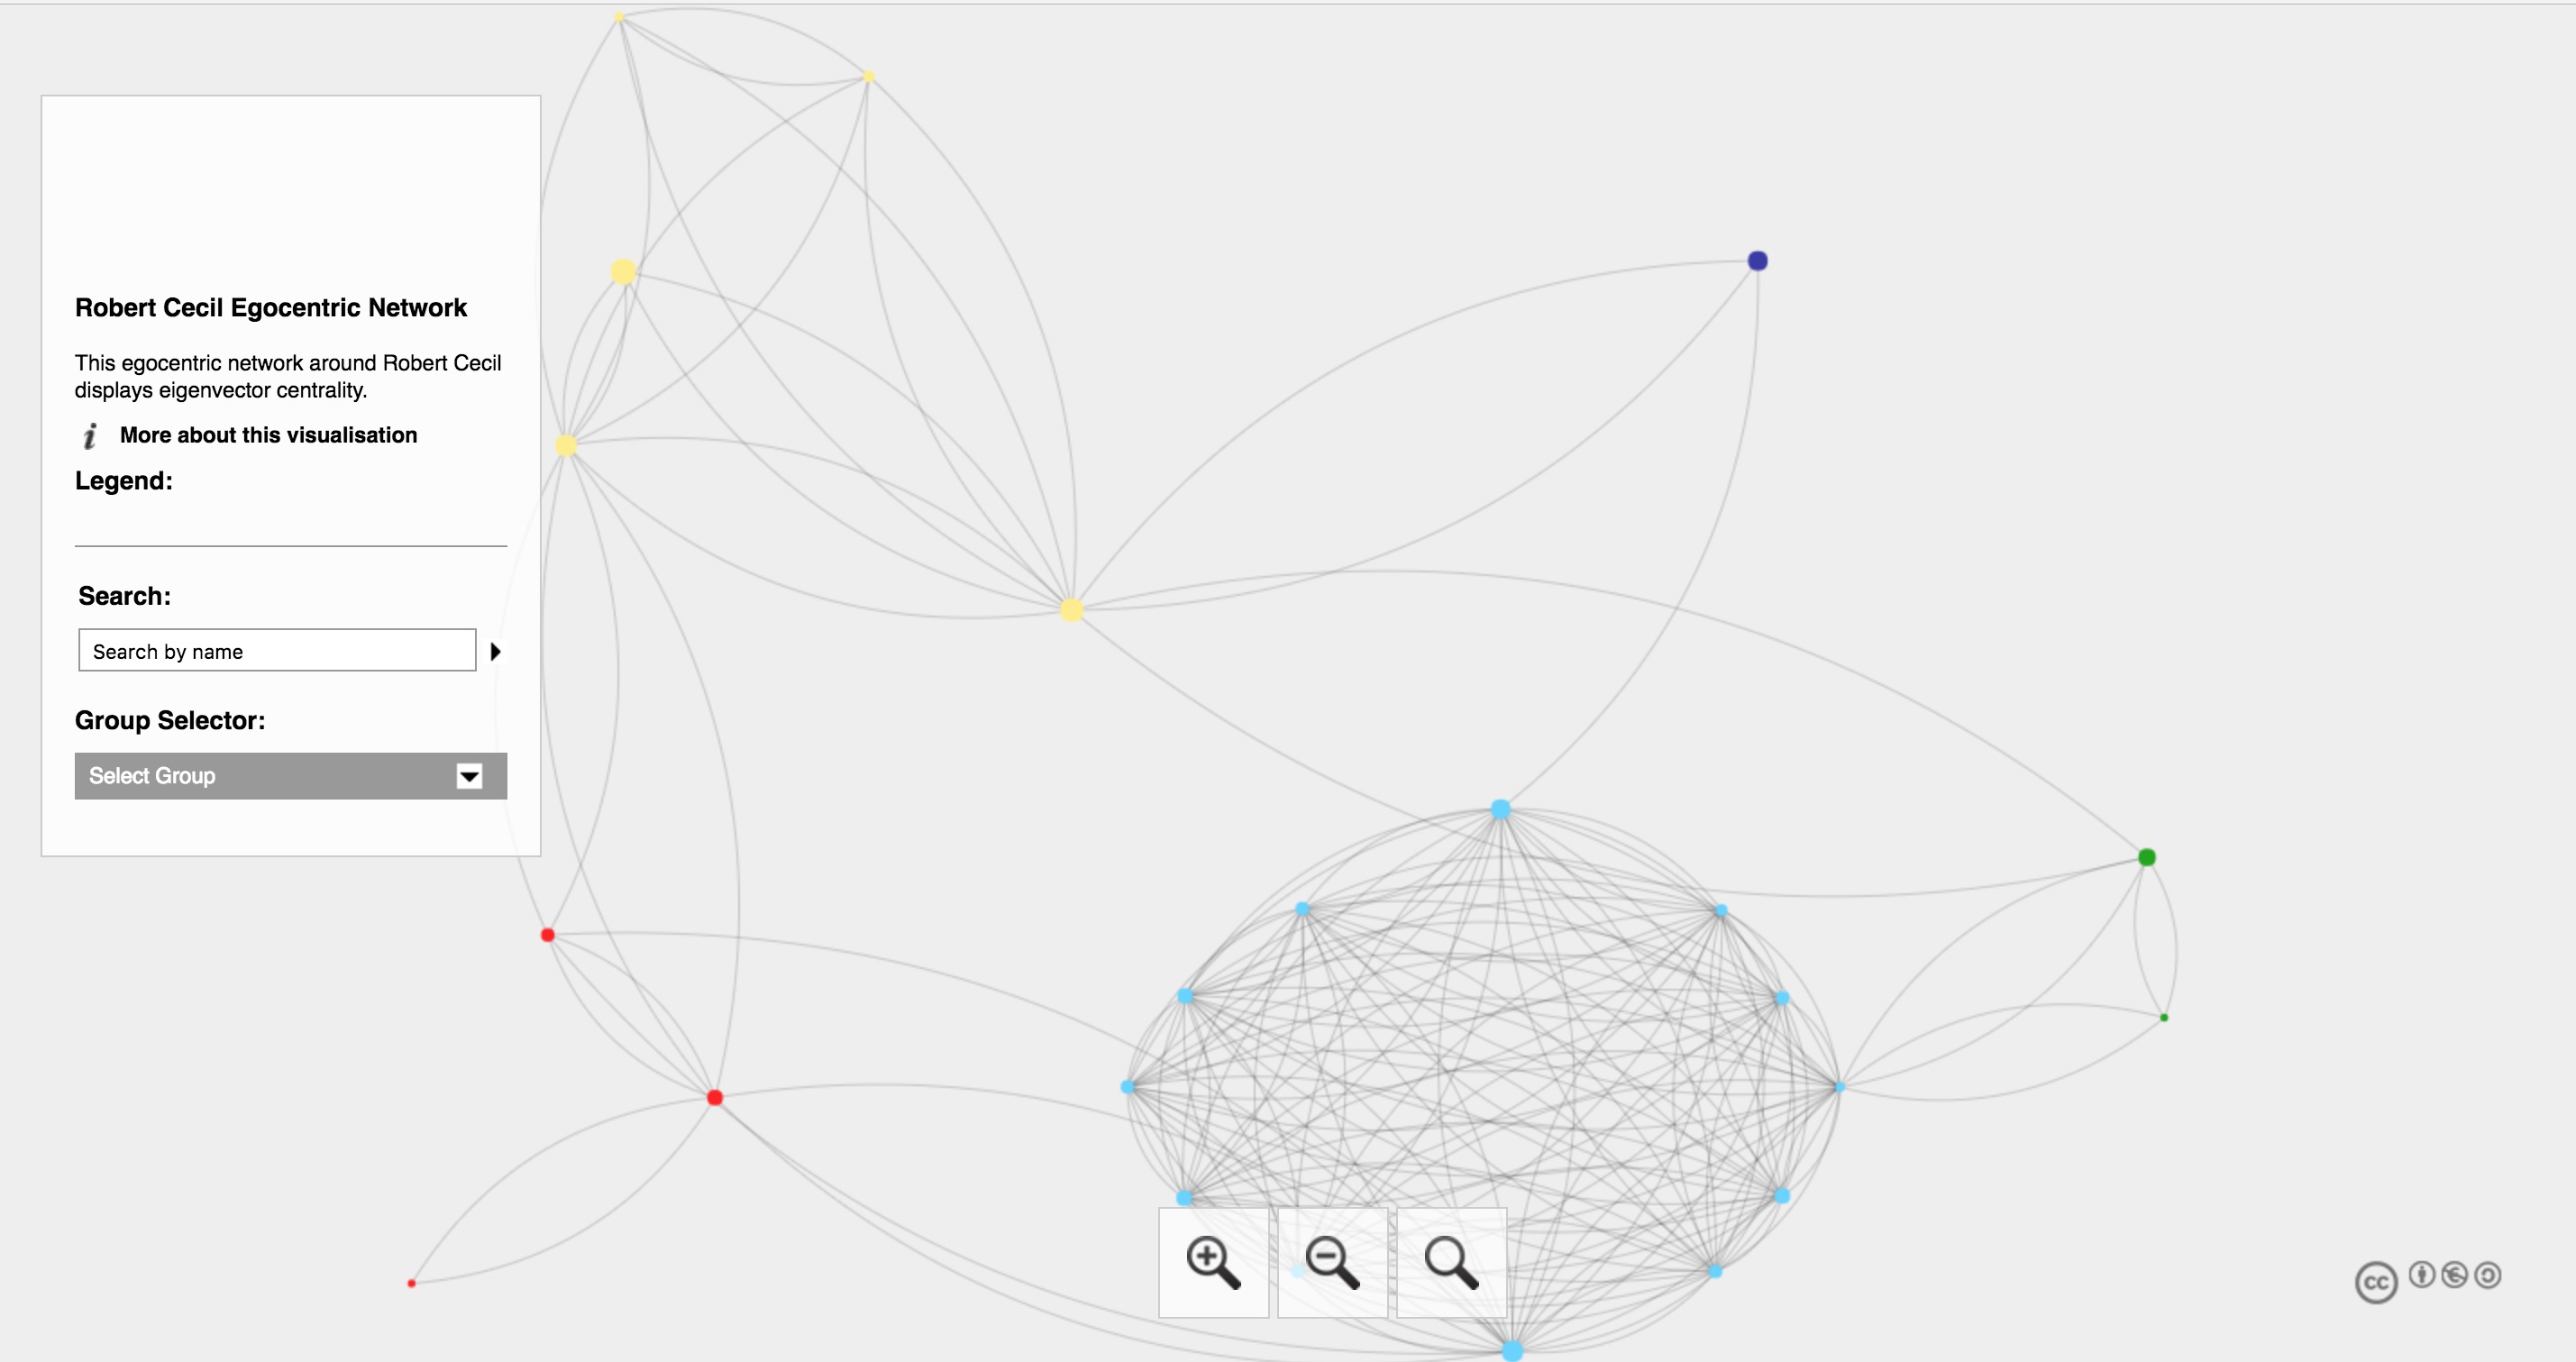 Robert Cecil Egocentric Network
This egocentric network around Robert Cecil
displays eigenvector centrality.
i More about this visualisation
Legend:
Search:
Search by name
Group Selector:
Select Group
cc